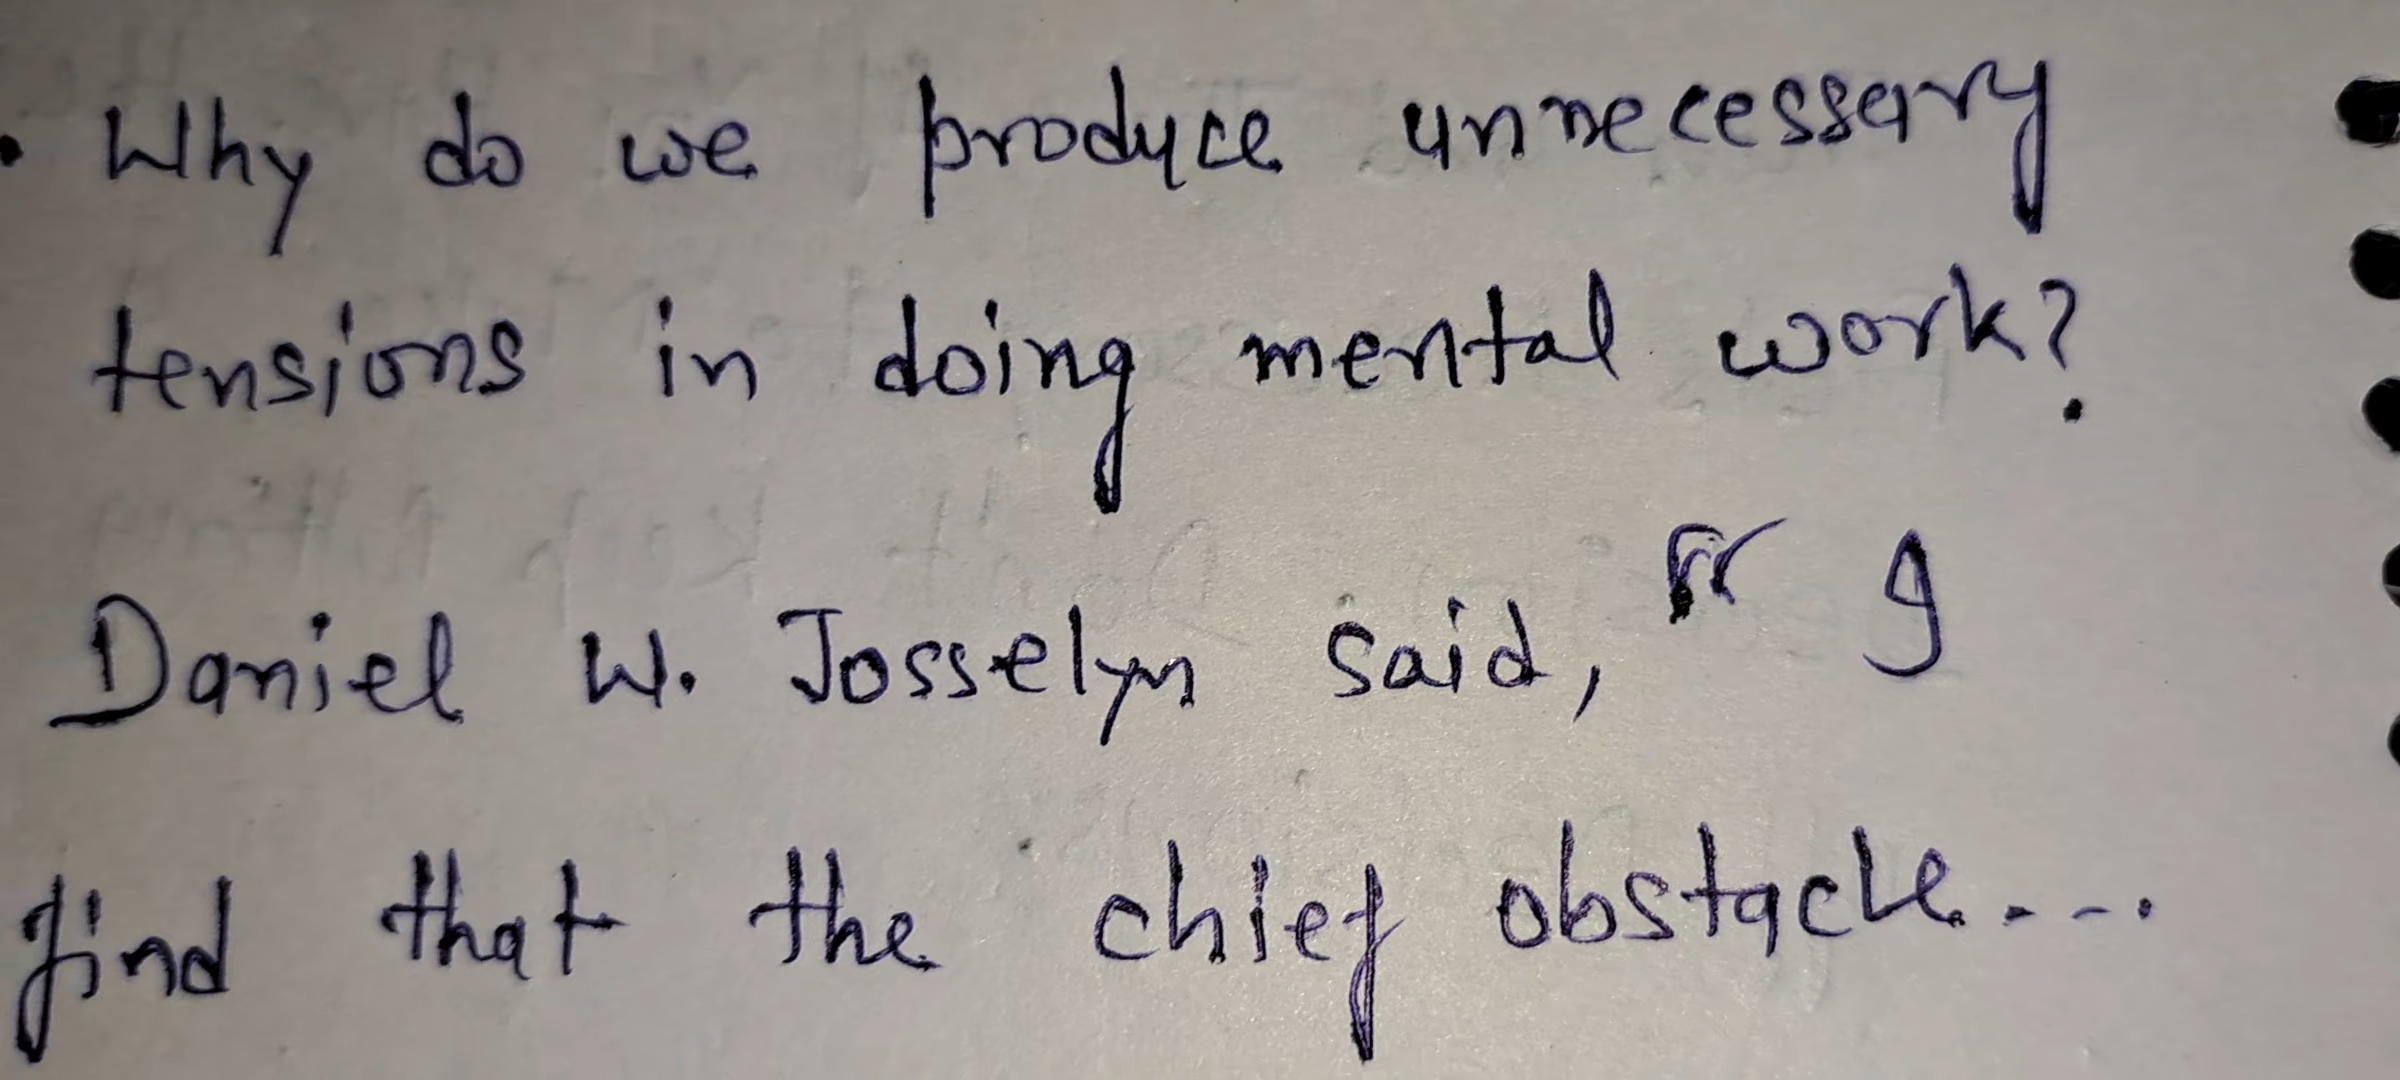 . Why do we produce unnecessary
tensions in doing mental work?
Daniel W. Josselyn said, “ I
find that the chief obstacle....